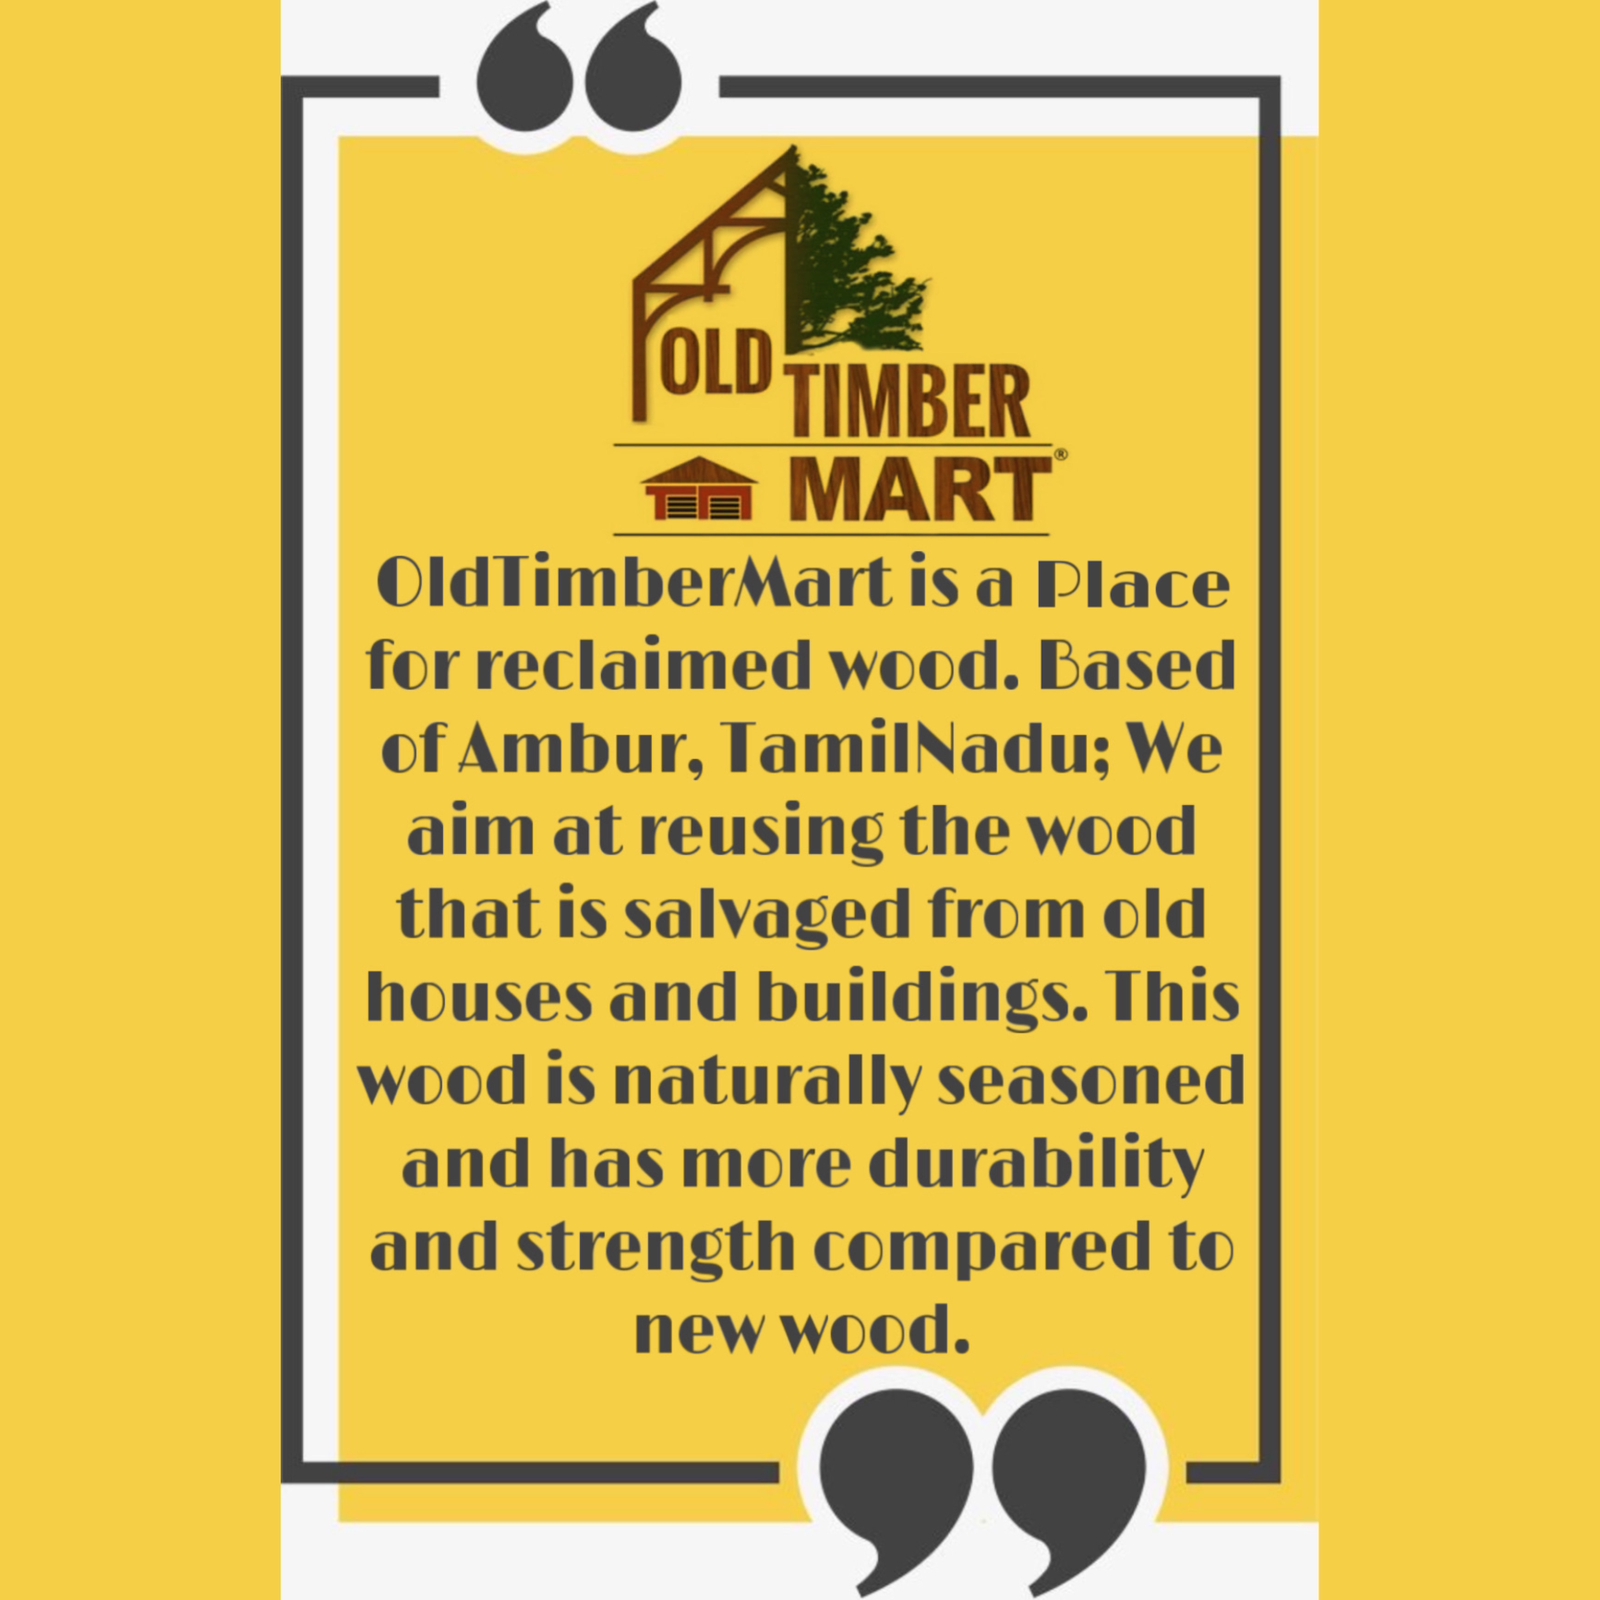 OLD
TIMBER
MART®
OldTimberMart is a Place
for reclaimed wood. Based
of Ambur, TamilNadu; We
aim at reusing the wood
that is salvaged from old
houses and buildings. This
wood is naturally seasoned
and has more durability
and strength compared to
new wood.